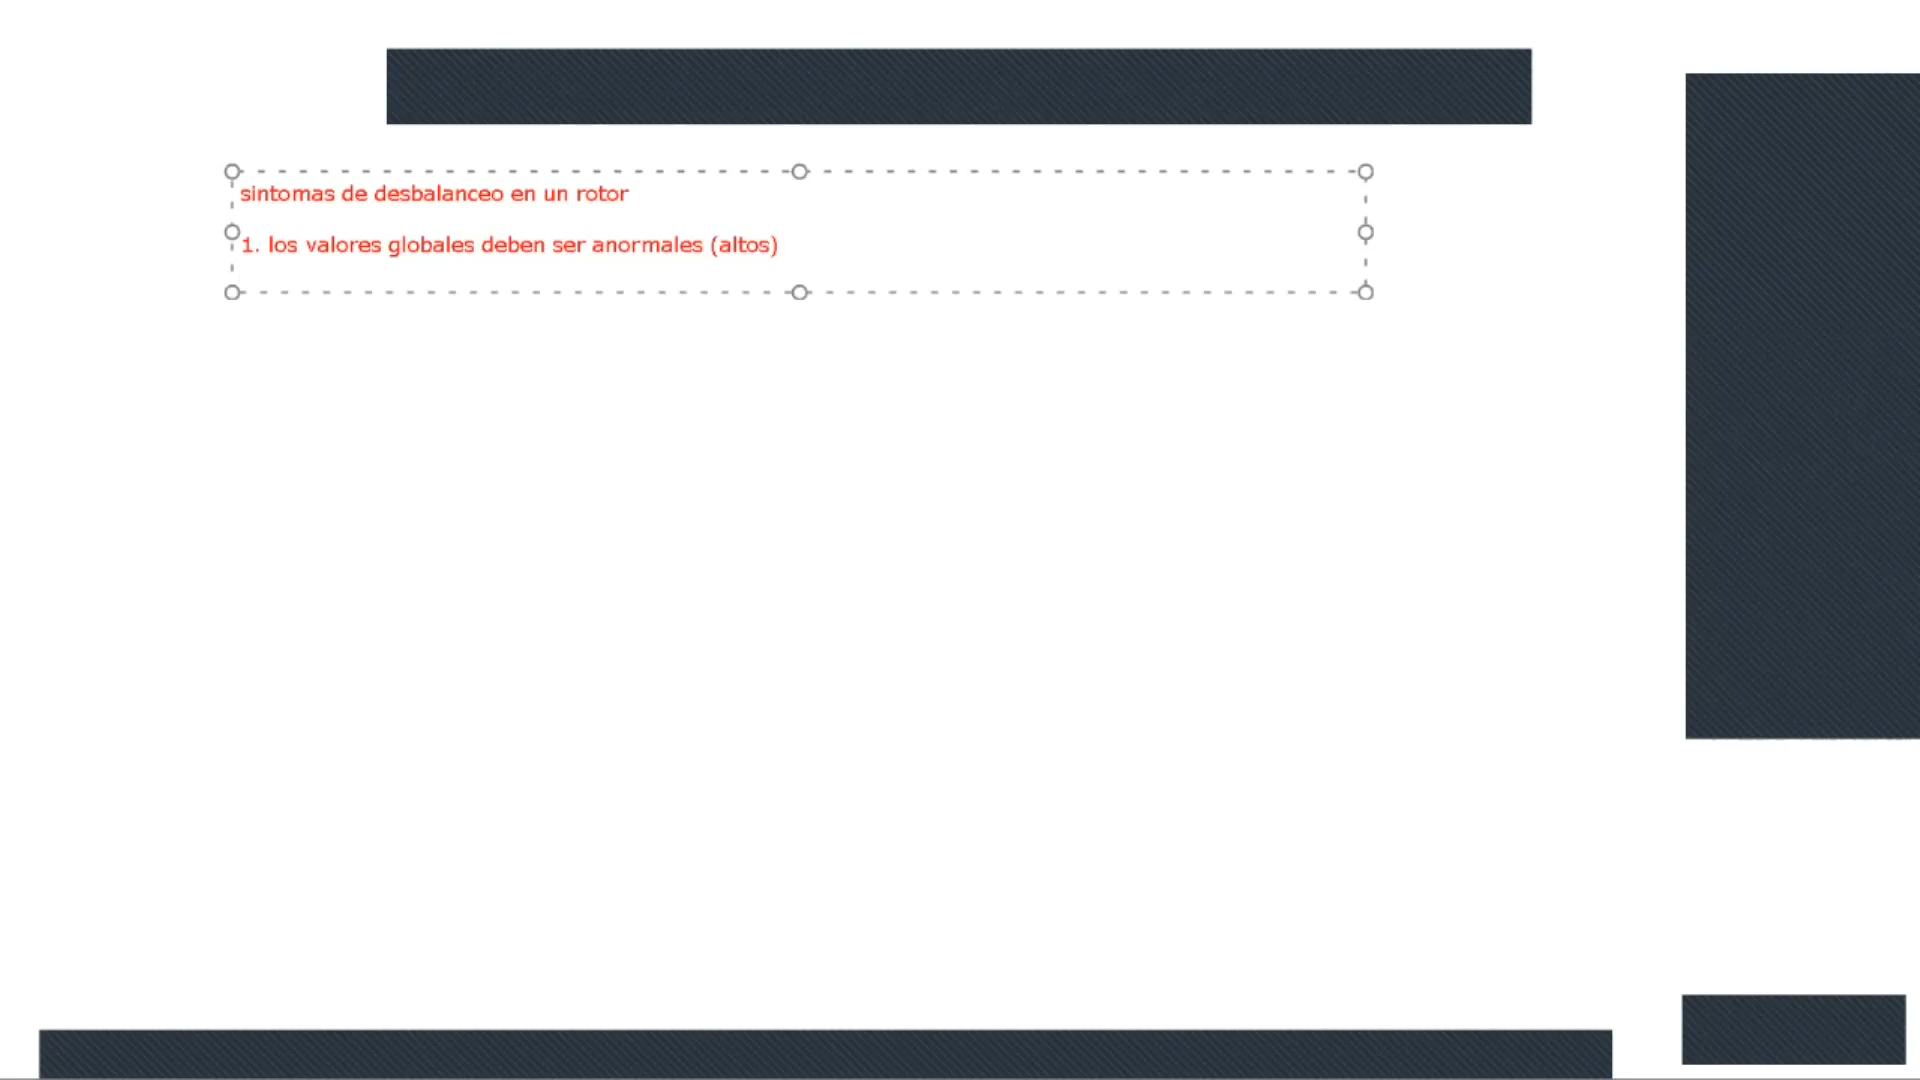 sintomas de desbalanceo en un rotor
1. los valores globales deben ser anormales (altos)